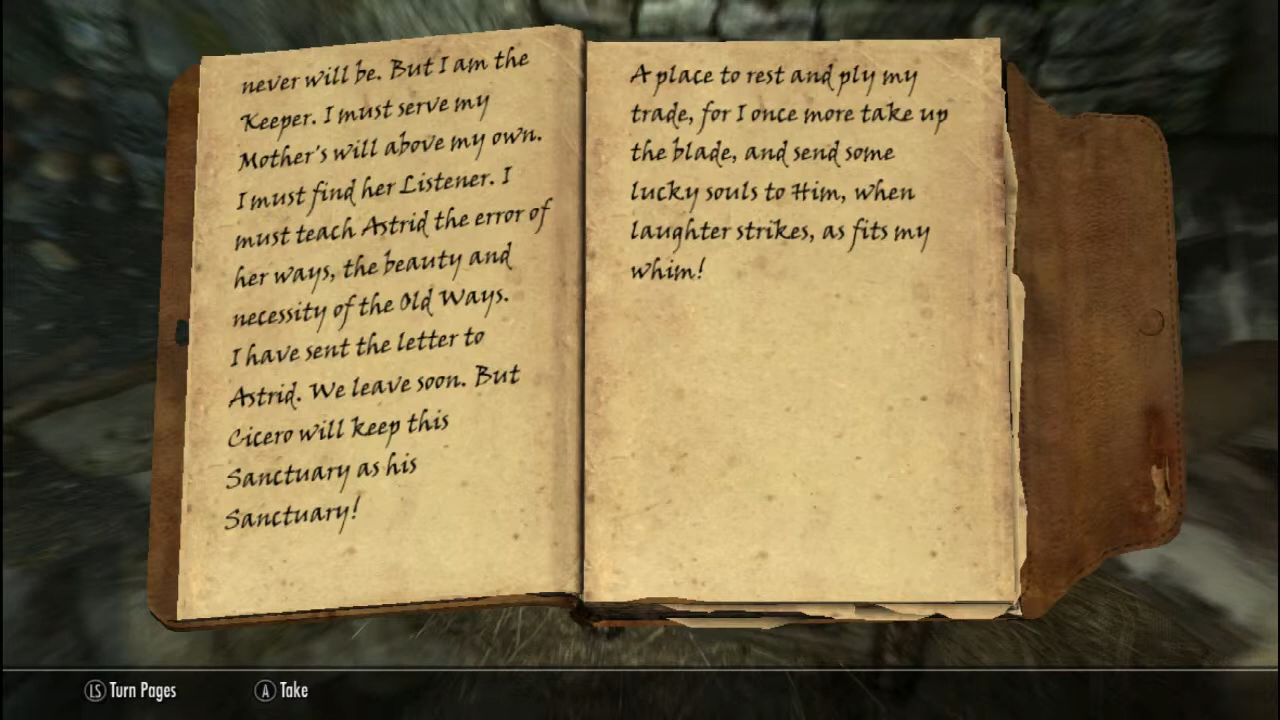 never will be. But I am the
Keeper. I must serve my
Mother's will above my own.
I must find her Listener. I
must teach Astrid the error of
her ways, the beauty and
necessity of the Old Ways.
I have sent the letter to
Astrid. We leave soon. But
Cicero will keep this
Sanctuary as his
Sanctuary!
A place to rest and ply my
trade, for I once more take up
the blade, and send some
lucky souls to Him, when
laughter strikes, as fits my
whim!
LS Turn Pages
A Take